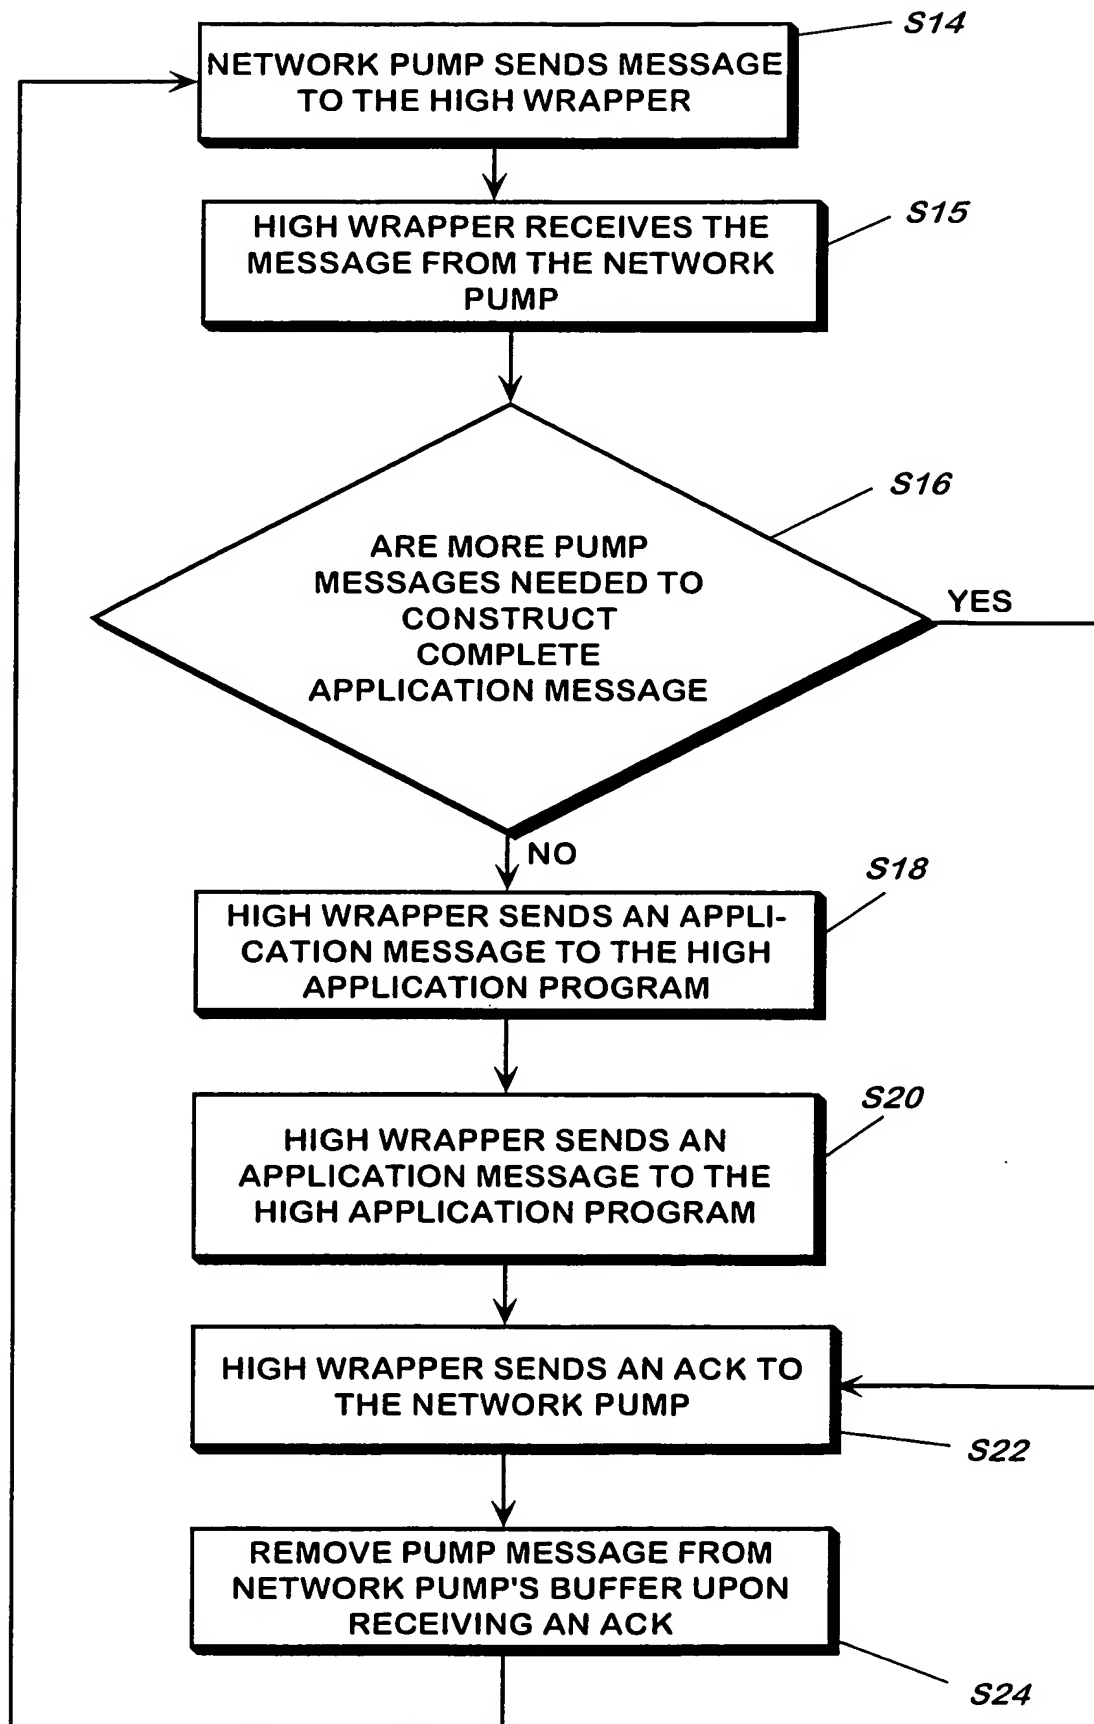 S14
NETWORK PUMP SENDS MESSAGE
TO THE HIGH WRAPPER
S15
HIGH WRAPPER RECEIVES THE
MESSAGE FROM THE NETWORK
PUMP
S16
ARE MORE PUMP
MESSAGES NEEDED TO
CONSTRUCT
COMPLETE
APPLICATION MESSAGE
YES
NO
S18
HIGH WRAPPER SENDS AN APPLI-
CATION MESSAGE TO THE HIGH
APPLICATION PROGRAM
S20
HIGH WRAPPER SENDS AN
APPLICATION MESSAGE TO THE
HIGH APPLICATION PROGRAM
HIGH WRAPPER SENDS AN ACK TO
THE NETWORK PUMP
S22
REMOVE PUMP MESSAGE FROM
NETWORK PUMP'S BUFFER UPON
RECEIVING AN ACK
S24